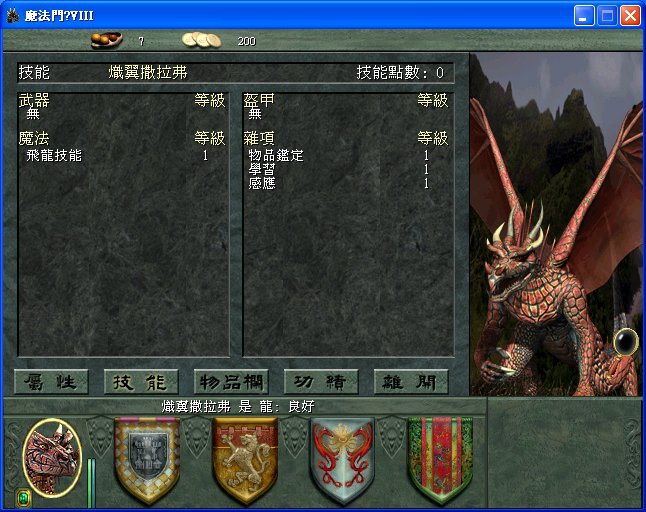 魔法門?VIII
7 200
技能 熾翼撒拉弗 技能點數: 0
武器 等級
無
魔法 等級
飛龍技能 1
盔甲 等級
無
雜項 等級
物品鑑定 1
學習 1
感應 1
屬性 技能 物品欄 功績 離開
熾翼撒拉弗 是 龍: 良好